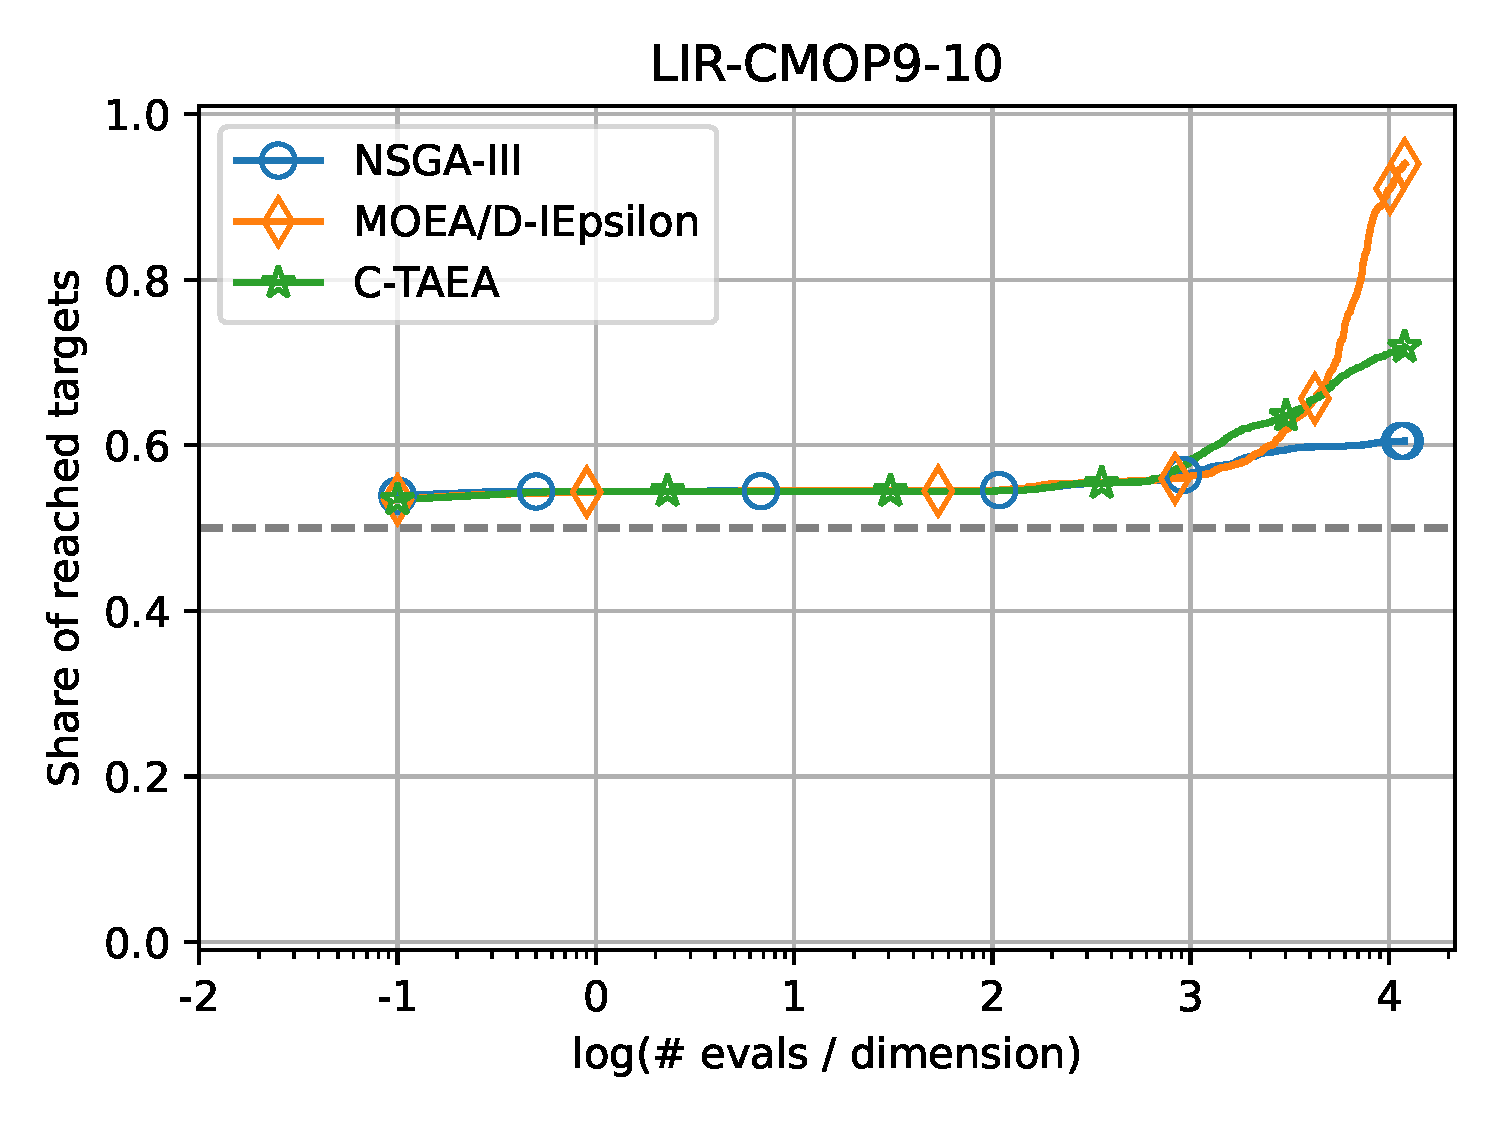 LIR-CMOP9-10
NSGA-III
MOEA/D-IEpsilon
C-TAEA
Share of reached targets
1.0
0.8
0.6
0.4
0.2
0.0
-2 -1 0 1 2 3 4
log(# evals / dimension)